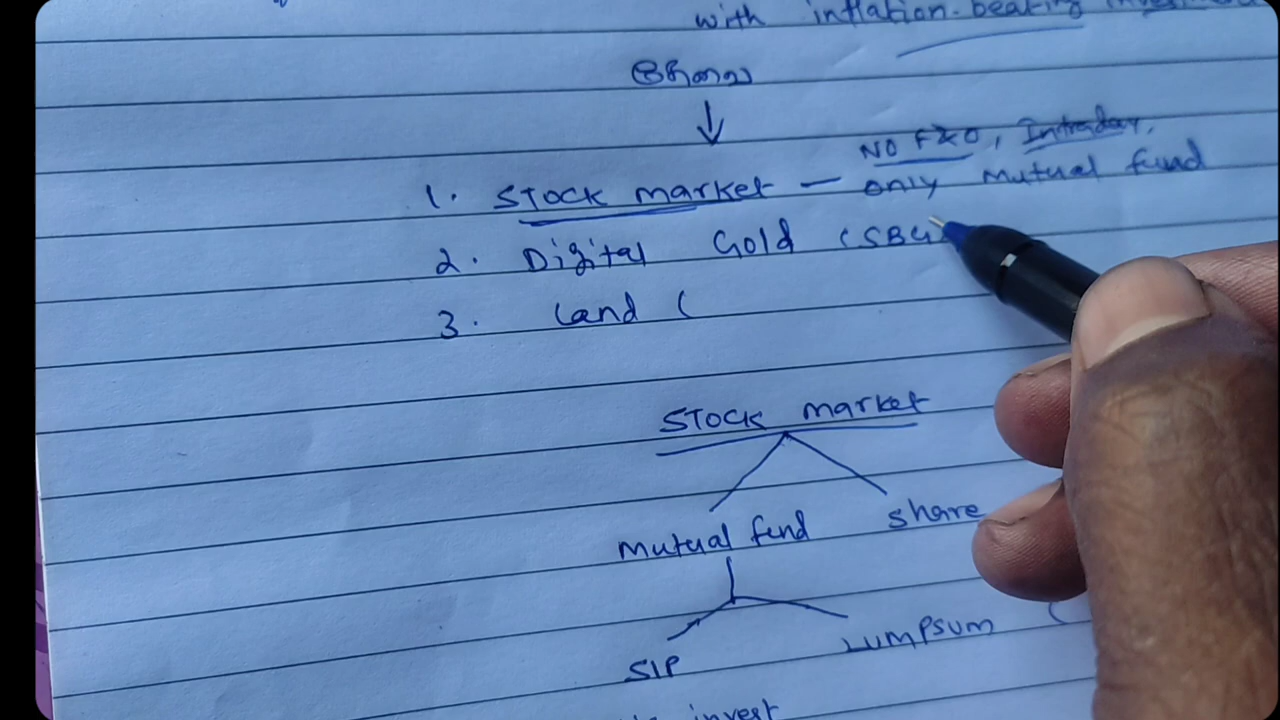 with inflation-beating
தேவை
NO F&O, Intraday,
1. STOCK market — only mutual fund
2. Digital Gold (SBG
3. Land (
STOCK market
mutual fund share
SIP Lumpsum (
invest